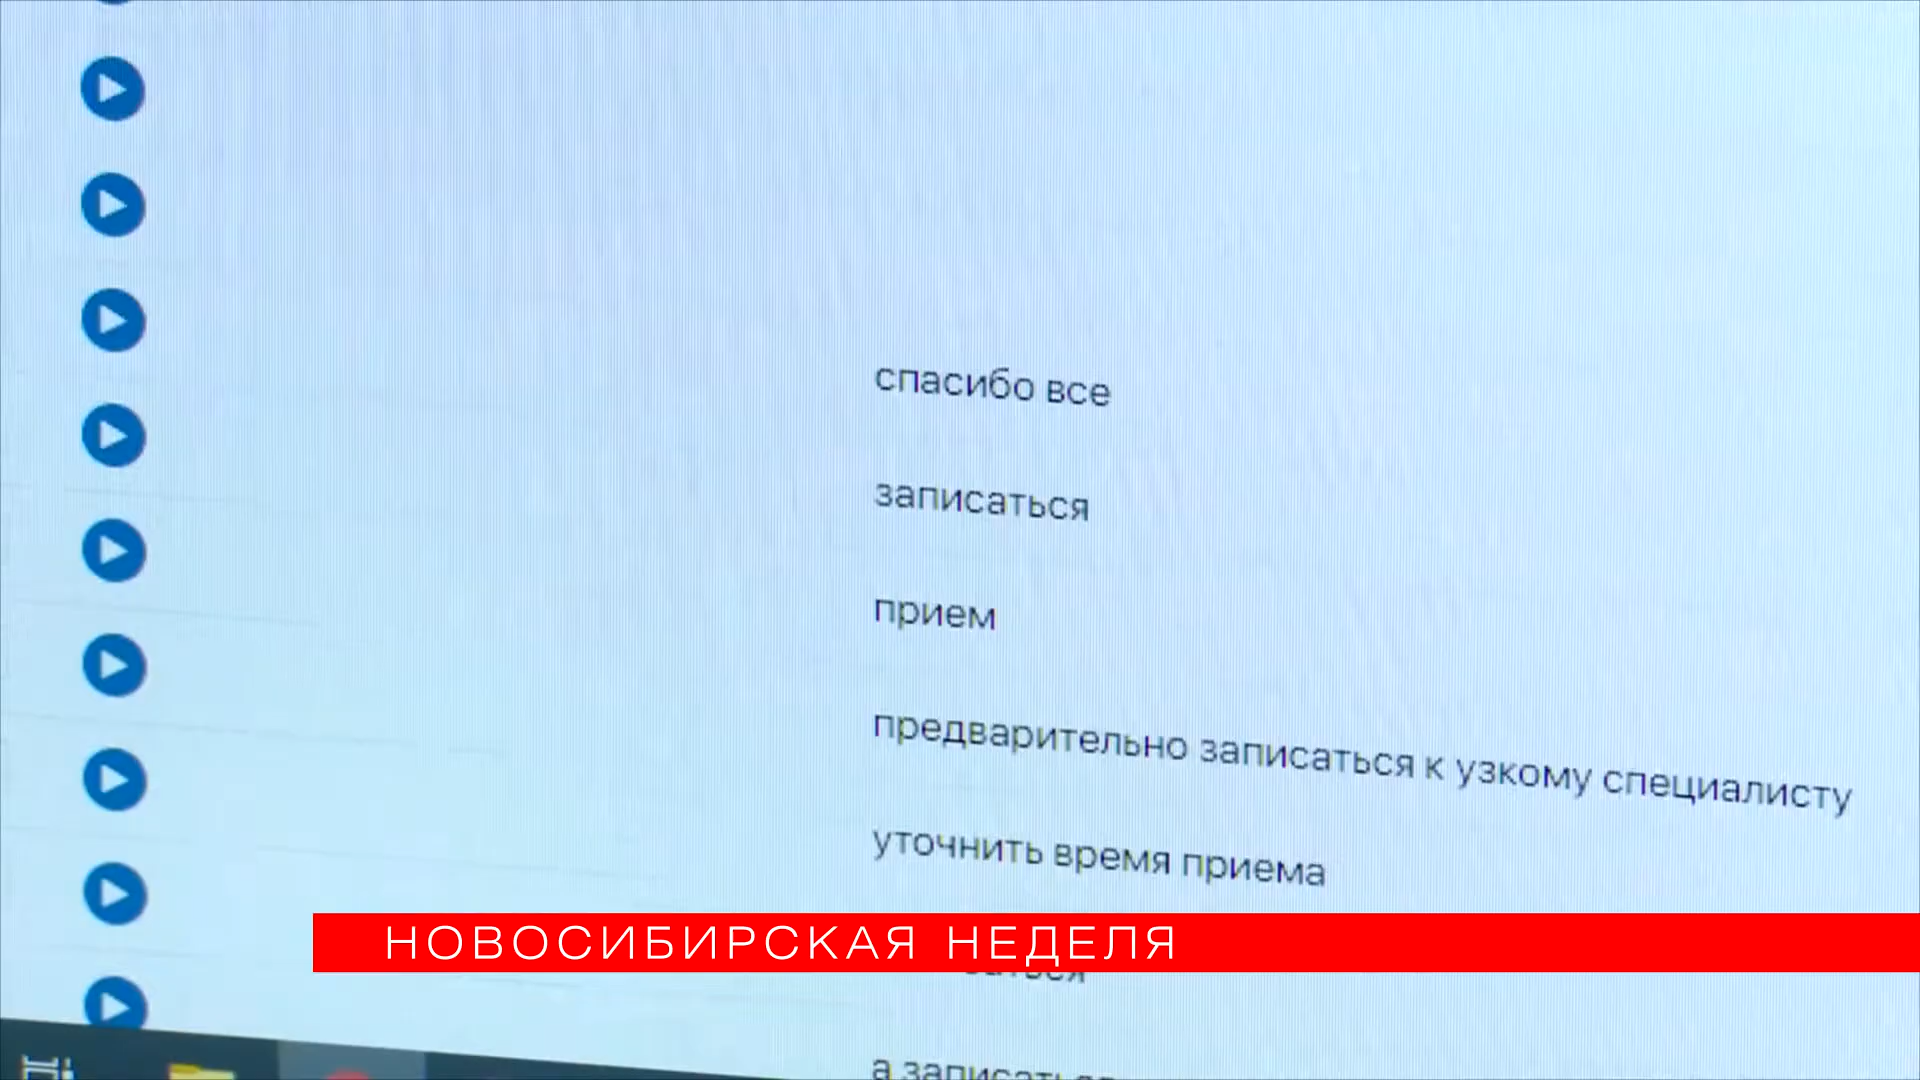 спасибо все
записаться
прием
предварительно записаться к узкому специалисту
уточнить время приема
НОВОСИБИРСКАЯ НЕДЕЛЯ